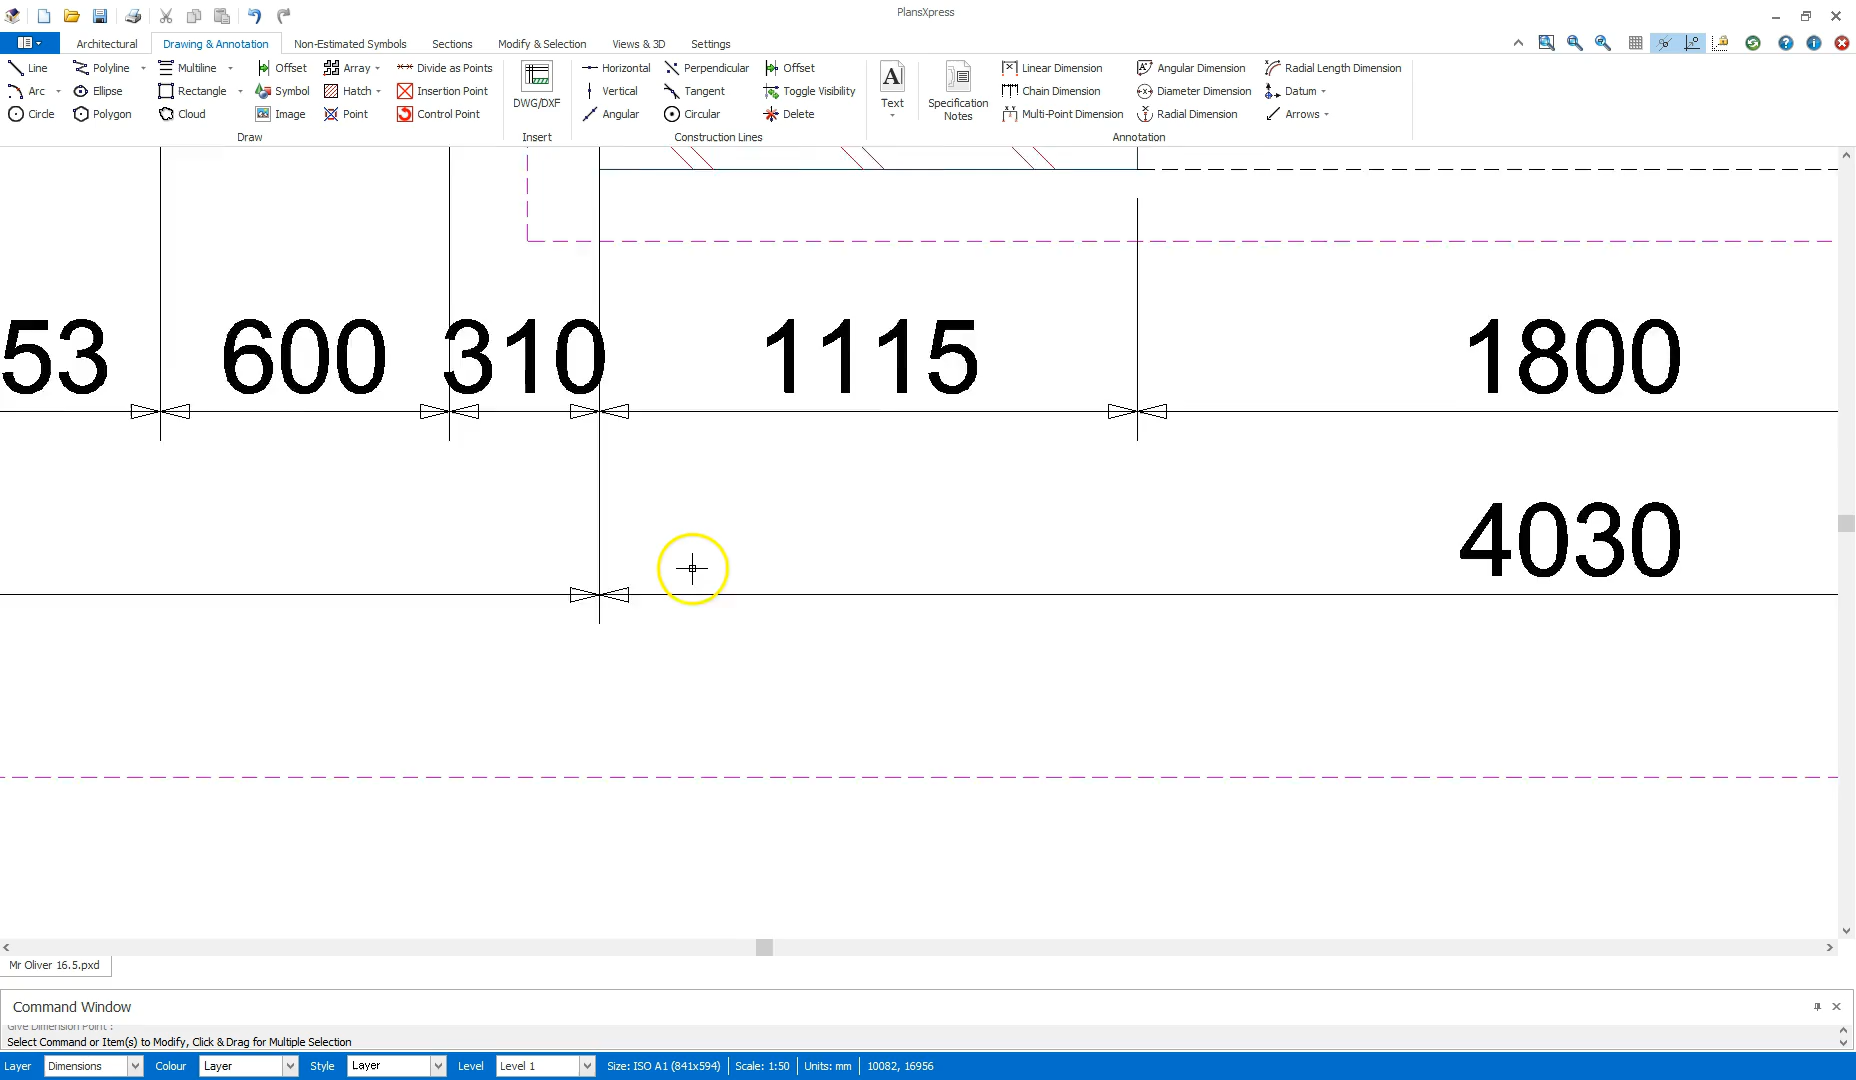 PlansXpress
Architectural Drawing & Annotation Non-Estimated Symbols Sections Modify & Selection Views & 3D Settings
Line Polyline Multiline Offset Array Divide as Points Horizontal Perpendicular Offset Linear Dimension Angular Dimension Radial Length Dimension
Arc Ellipse Rectangle Symbol Hatch Insertion Point DWG/DXF Vertical Tangent Toggle Visibility Text Specification Notes Chain Dimension Diameter Dimension Datum
Circle Polygon Cloud Image Point Control Point Angular Circular Delete Multi-Point Dimension Radial Dimension Arrows
Draw Insert Construction Lines Annotation
53 600 310 1115 1800
4030
Mr Oliver 16.5.pxd
Command Window
Give Dimension Point :
Select Command or Item(s) to Modify, Click & Drag for Multiple Selection
Layer Dimensions Colour Layer Style Layer Level Level 1 Size: ISO A1 (841x594) Scale: 1:50 Units: mm 10082, 16956